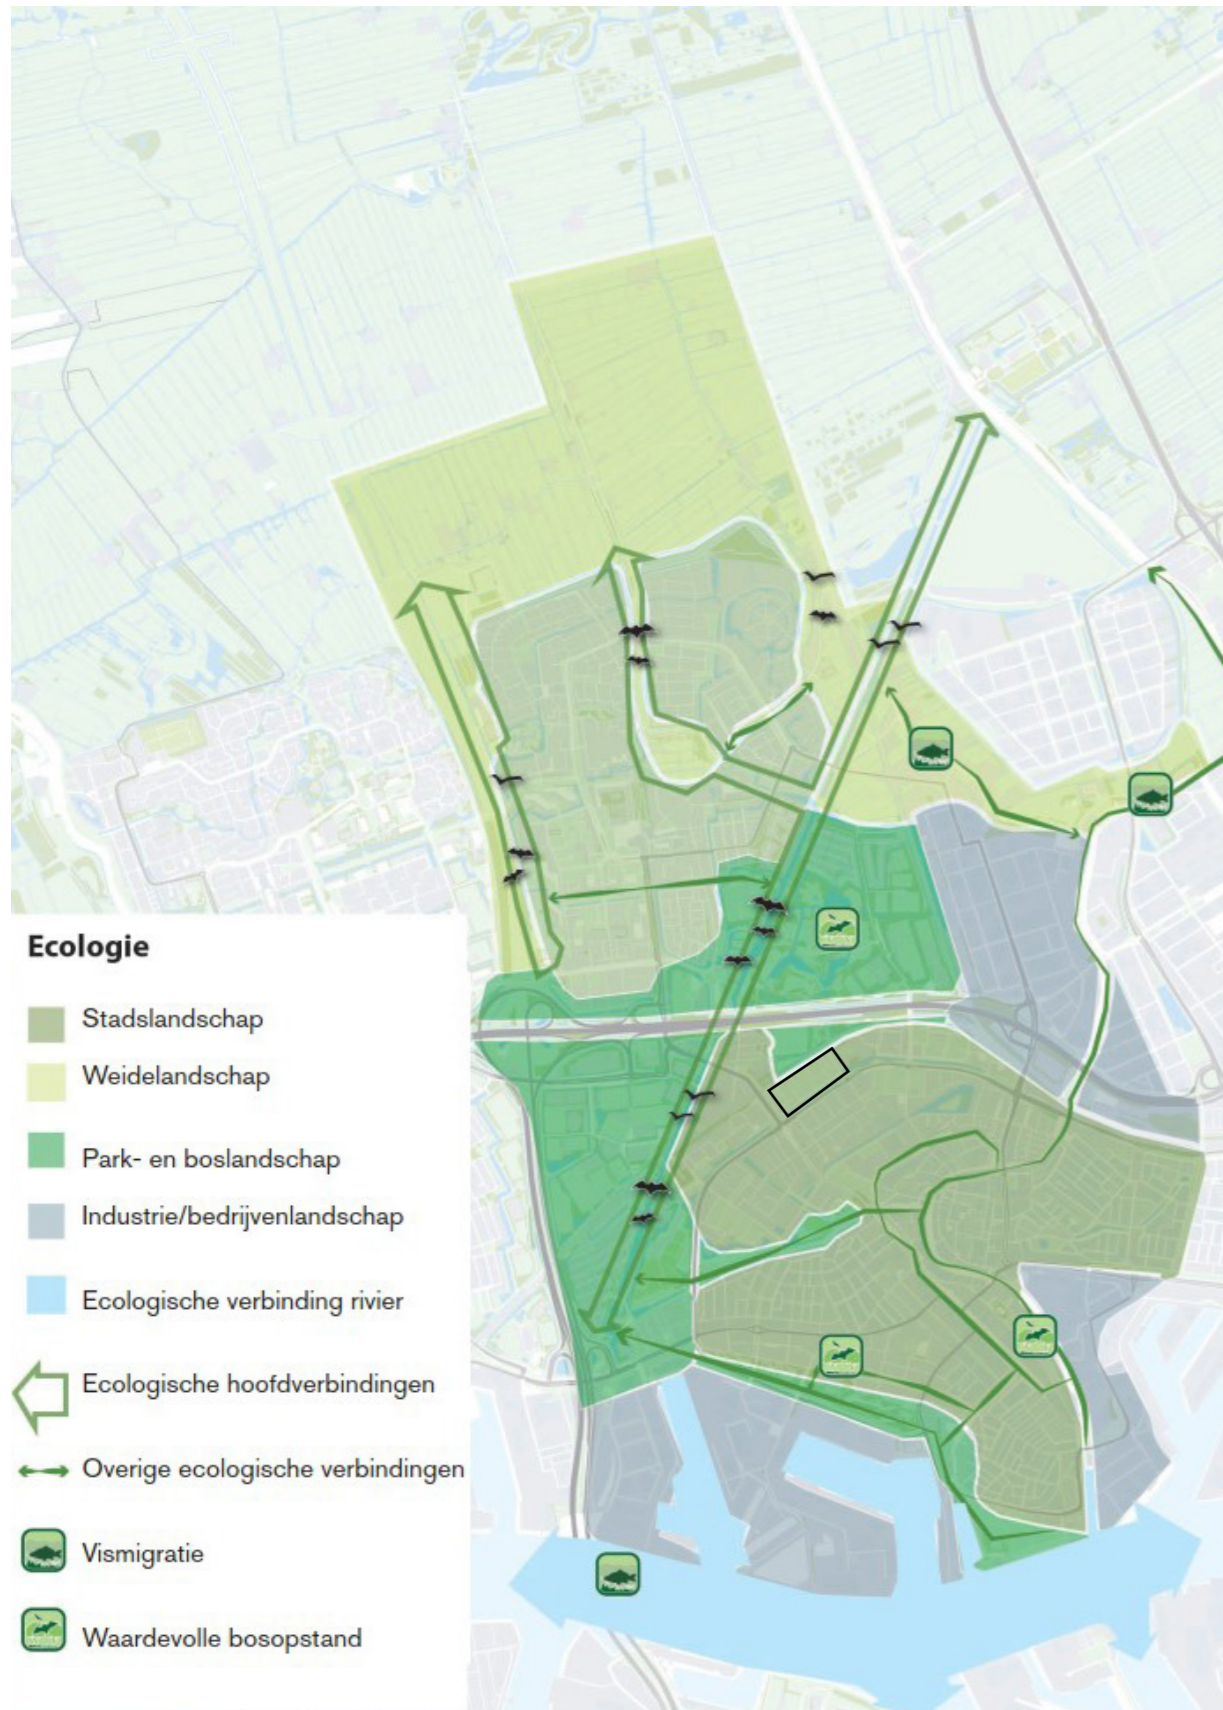 Ecologie
Stadslandschap
Weidelandschap
Park- en boslandschap
Industrie/bedrijvenlandschap
Ecologische verbinding rivier
Ecologische hoofdverbindingen
Overige ecologische verbindingen
Vismigratie
Waardevolle bosopstand